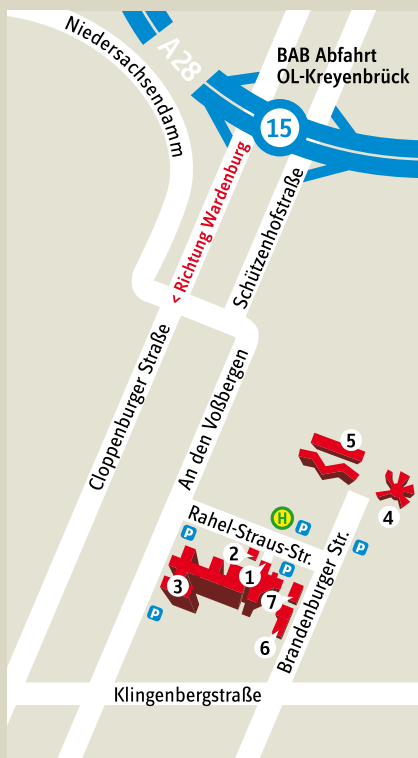 Niedersachsendamm
A28
BAB Abfahrt
OL-Kreyenbrück
15
< Richtung Wardenburg
Schützenhofstraße
Cloppenburger Straße
An den Voßbergen
5
4
H
P
Rahel-Straus-Str.
P
P
2
1
P
3
7
P
6
Brandenburger Str.
Klingenbergstraße